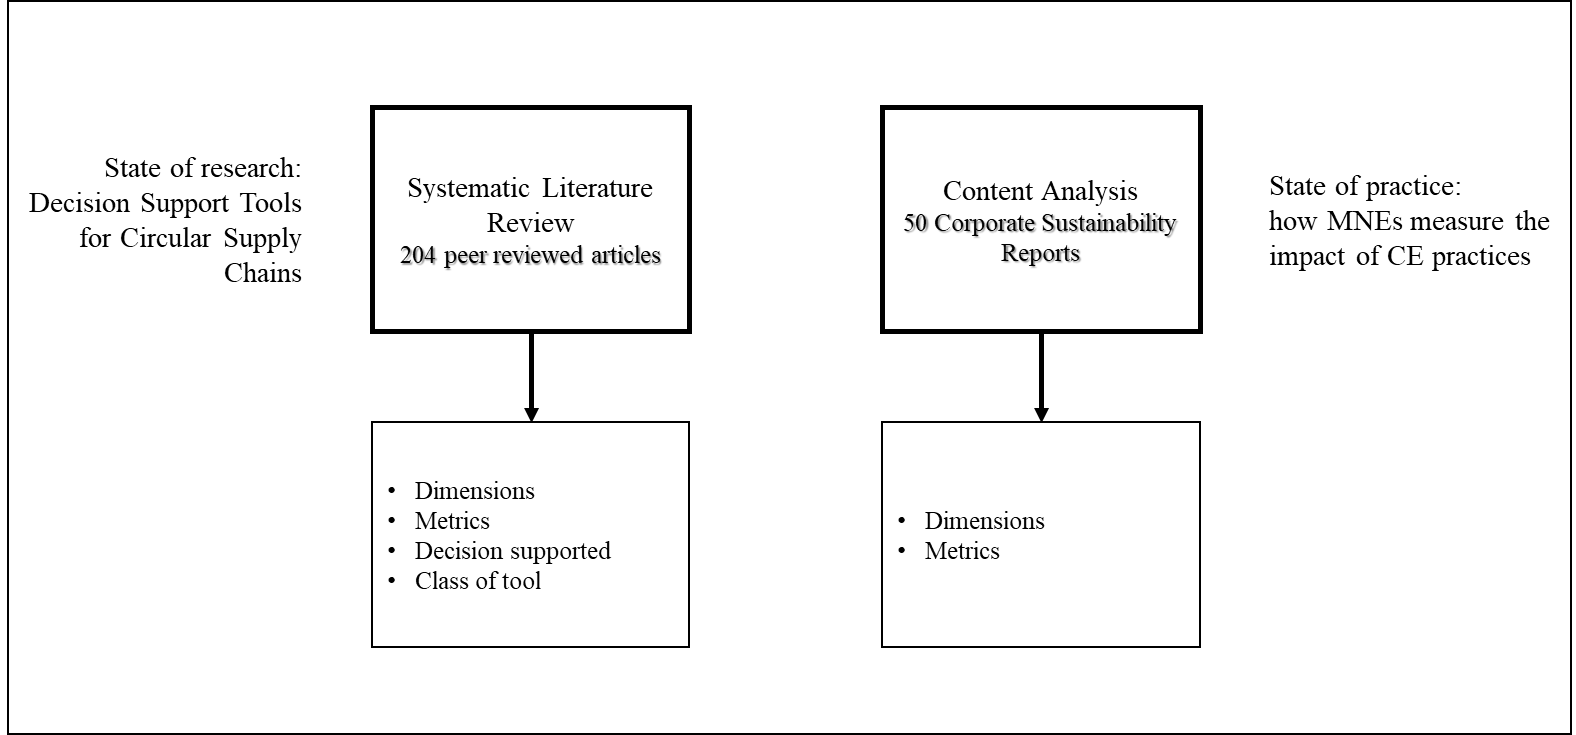 State of research:
Decision Support Tools
for Circular Supply
Chains
Systematic Literature
Review
204 peer reviewed articles
Content Analysis
50 Corporate Sustainability
Reports
State of practice:
how MNEs measure the
impact of CE practices
• Dimensions
• Metrics
• Decision supported
• Class of tool
• Dimensions
• Metrics